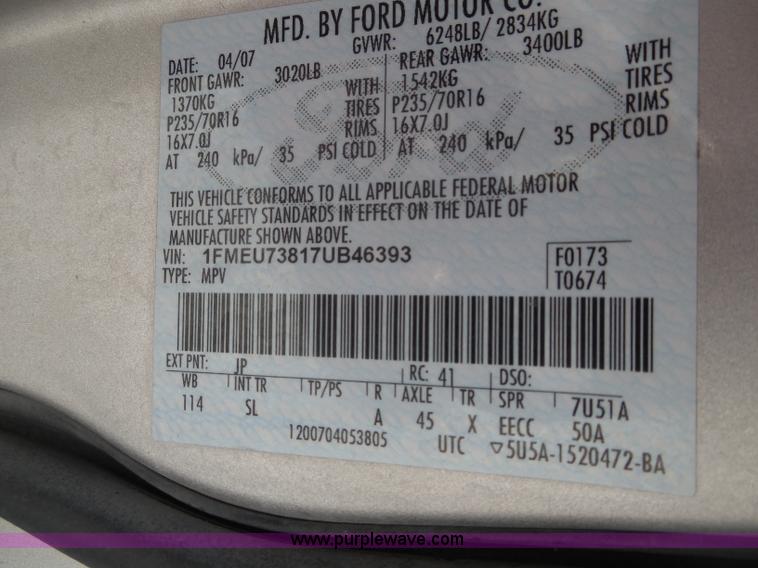 MFD. BY FORD MOTOR CO.
DATE: 04/07 GVWR: 6248LB/ 2834KG
FRONT GAWR: 3020LB REAR GAWR: 3400LB
1370KG WITH 1542KG WITH
P235/70R16 TIRES P235/70R16 TIRES
16X7.0J RIMS 16X7.0J RIMS
AT 240 kPa/ 35 PSI COLD AT 240 kPa/ 35 PSI COLD
THIS VEHICLE CONFORMS TO ALL APPLICABLE FEDERAL MOTOR
VEHICLE SAFETY STANDARDS IN EFFECT ON THE DATE OF
MANUFACTURE SHOWN ABOVE.
VIN: 1FMEU73817UB46393 F0173
TYPE: MPV T0674
EXT PNT: JP RC: 41 DSO:
WB INT TR TP/PS R AXLE TR SPR 7U51A
114 SL A 45 X EECC 50A
1200704053805 UTC ▽5U5A-1520472-BA
www.purplewave.com